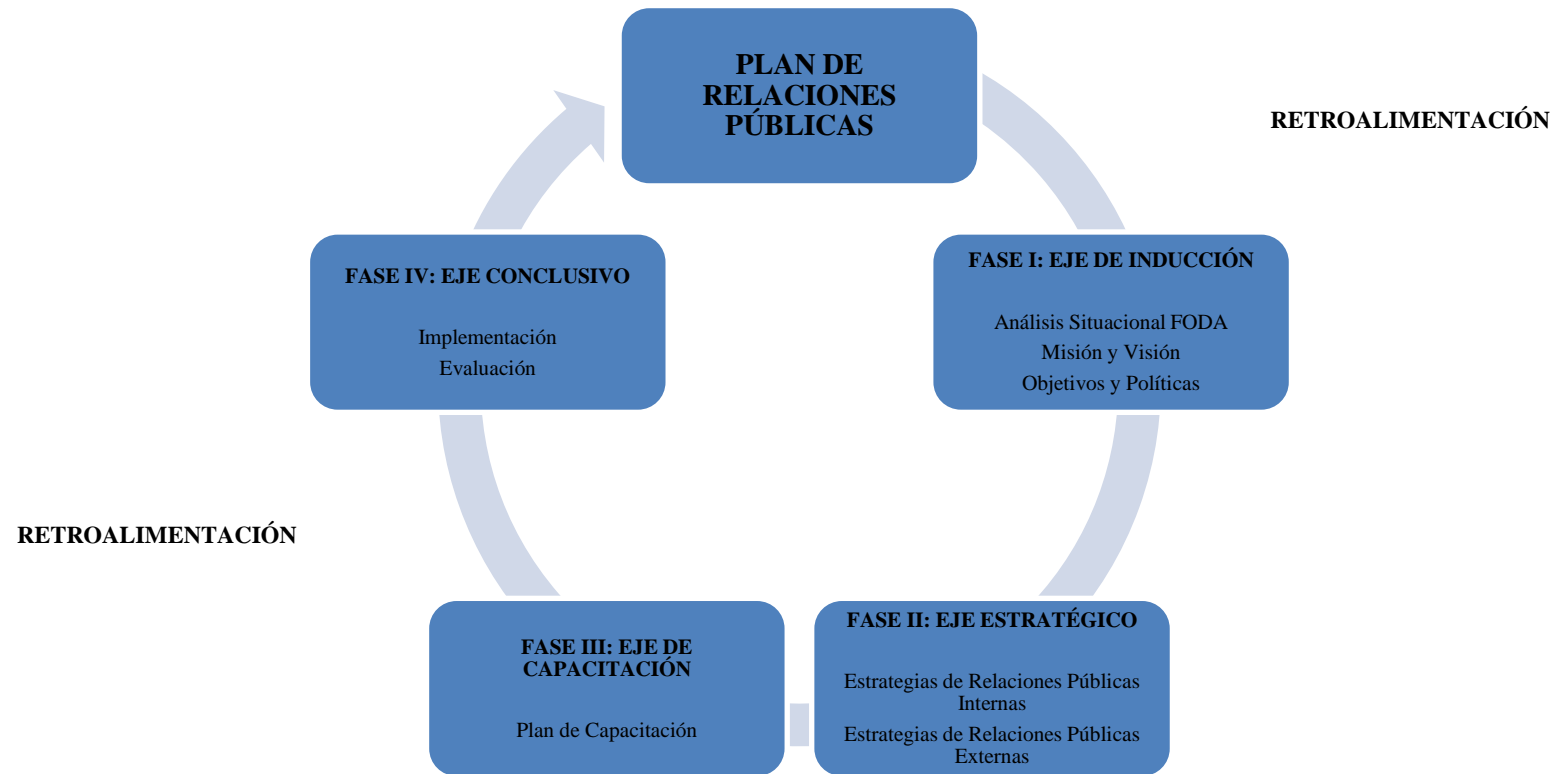 PLAN DE
RELACIONES
PÚBLICAS
RETROALIMENTACIÓN
FASE I: EJE DE INDUCCIÓN
Análisis Situacional FODA
Misión y Visión
Objetivos y Políticas
FASE II: EJE ESTRATÉGICO
Estrategias de Relaciones Públicas
Internas
Estrategias de Relaciones Públicas
Externas
FASE III: EJE DE
CAPACITACIÓN
Plan de Capacitación
RETROALIMENTACIÓN
FASE IV: EJE CONCLUSIVO
Implementación
Evaluación